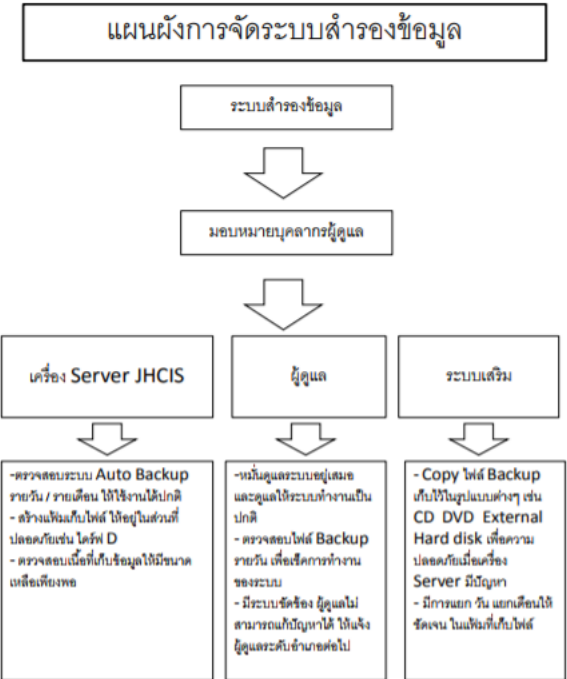 แผนผังการจัดระบบสำรองข้อมูล
ระบบสำรองข้อมูล
มอบหมายบุคลากรผู้ดูแล
เครื่อง Server JHCIS
ผู้ดูแล
ระบบเสริม
-ตรวจสอบระบบ Auto Backup
รายวัน / รายเดือน ให้ใช้งานได้ปกติ
- สร้างแฟ้มเก็บไฟล์ ให้อยู่ในส่วนที่
ปลอดภัยเช่น ไดร์ฟ D
- ตรวจสอบเนื้อที่เก็บข้อมูลให้มีขนาด
เหลือเพียงพอ
-หมั่นดูแลระบบอยู่เสมอ
และดูแลให้ระบบทำงานเป็น
ปกติ
- ตรวจสอบไฟล์ Backup
รายวัน เพื่อเช็คการทำงาน
ของระบบ
- มีระบบขัดข้อง ผู้ดูแลไม่
สามารถแก้ปัญหาได้ ให้แจ้ง
ผู้ดูแลระดับอำเภอต่อไป
- Copy ไฟล์ Backup
เก็บไว้ในรูปแบบต่างๆ เช่น
CD DVD External
Hard disk เพื่อความ
ปลอดภัยเมื่อเครื่อง
Server มีปัญหา
- มีการแยก วัน แยกเดือนให้
ชัดเจน ในแฟ้มที่เก็บไฟล์